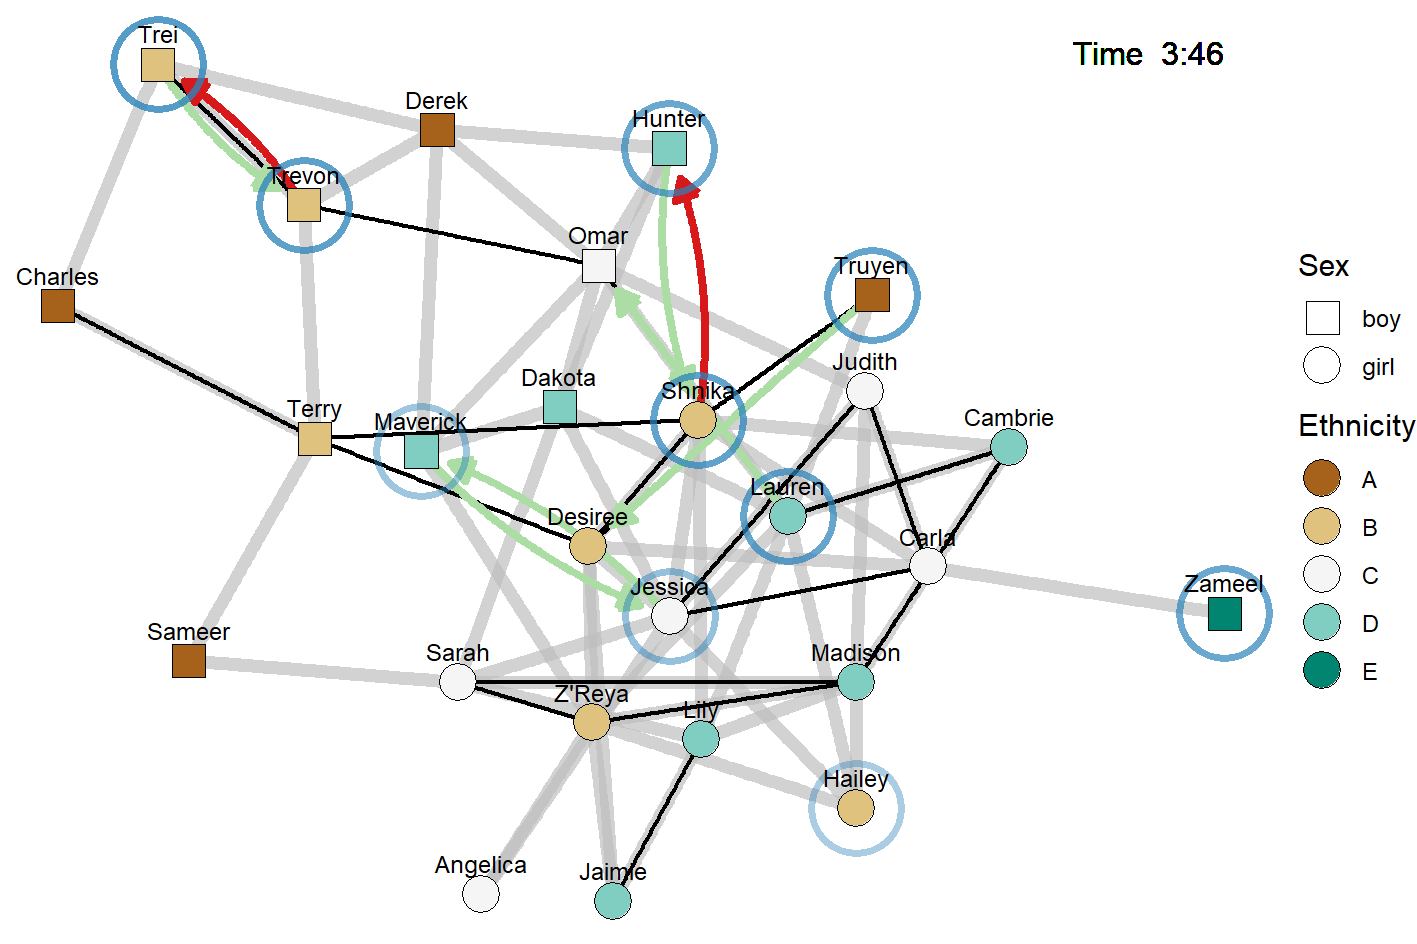 Trei
Time 3:46
Derek
Hunter
Trevon
Omar
Truyen
Sex
Charles
boy
Judith
girl
Dakota
Shnika
Terry
Maverick
Cambrie
Ethnicity
A
Lauren
Desiree
B
Carla
C
Jessica
Zameel
D
Sameer
Sarah
Madison
E
Z'Reya
Lily
Hailey
Angelica
Jaimie